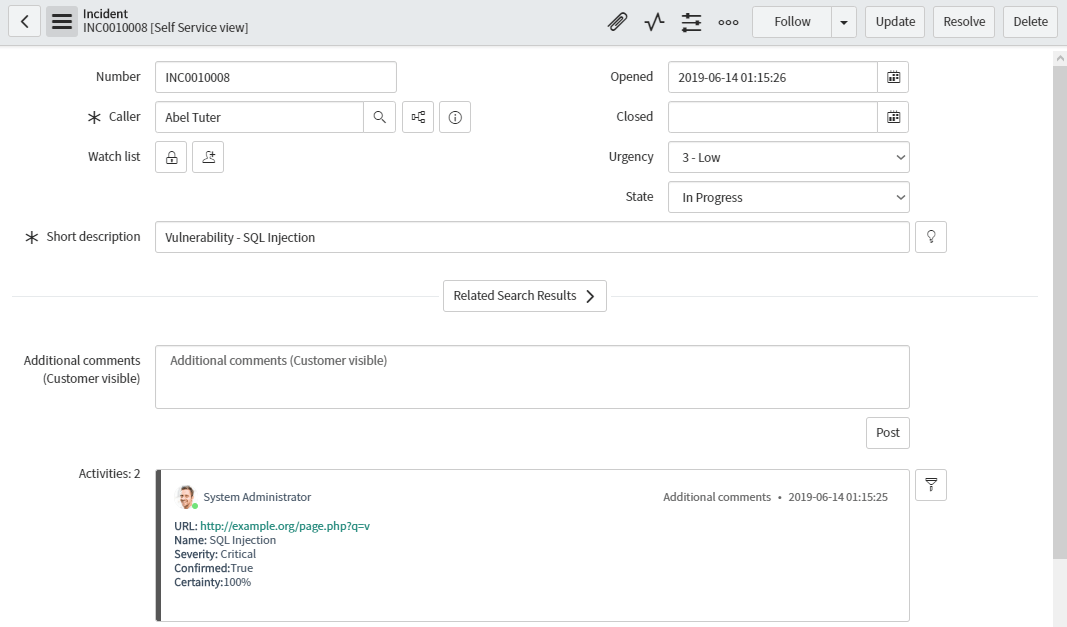 Incident
INC0010008 [Self Service view]
Follow
Update
Resolve
Delete
Number
INC0010008
Opened
2019-06-14 01:15:26
Caller
Abel Tuter
Closed
Watch list
Urgency
3 - Low
State
In Progress
Short description
Vulnerability - SQL Injection
Related Search Results
Additional comments
(Customer visible)
Additional comments (Customer visible)
Post
Activities: 2
System Administrator
Additional comments • 2019-06-14 01:15:25
URL: http://example.org/page.php?q=v
Name: SQL Injection
Severity: Critical
Confirmed:True
Certainty:100%